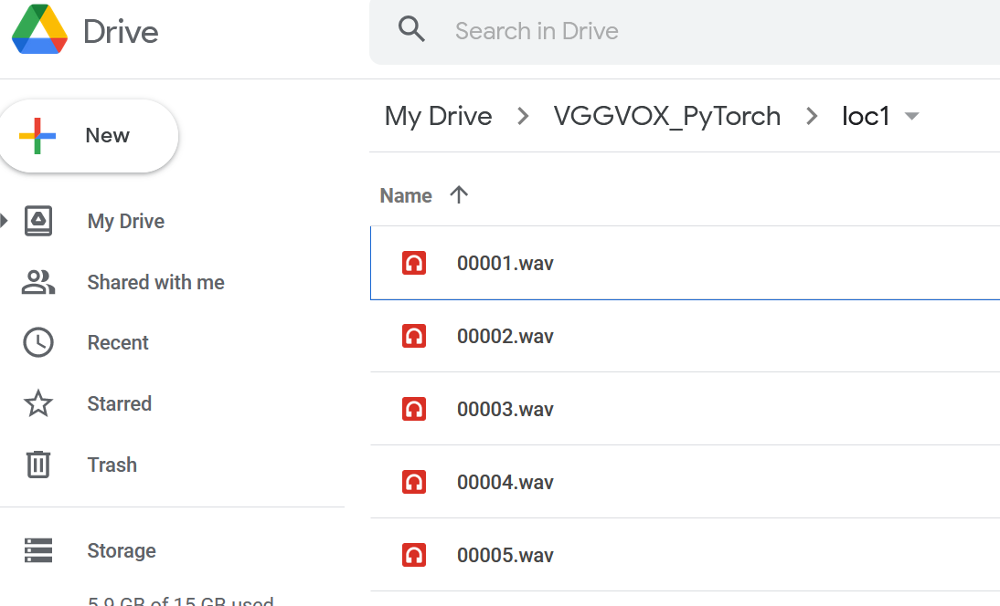 Drive
Search in Drive
My Drive > VGGVOX_PyTorch > loc1
New
Name
My Drive
Shared with me
Recent
Starred
Trash
Storage
5.9 GB of 15 GB used
00001.wav
00002.wav
00003.wav
00004.wav
00005.wav